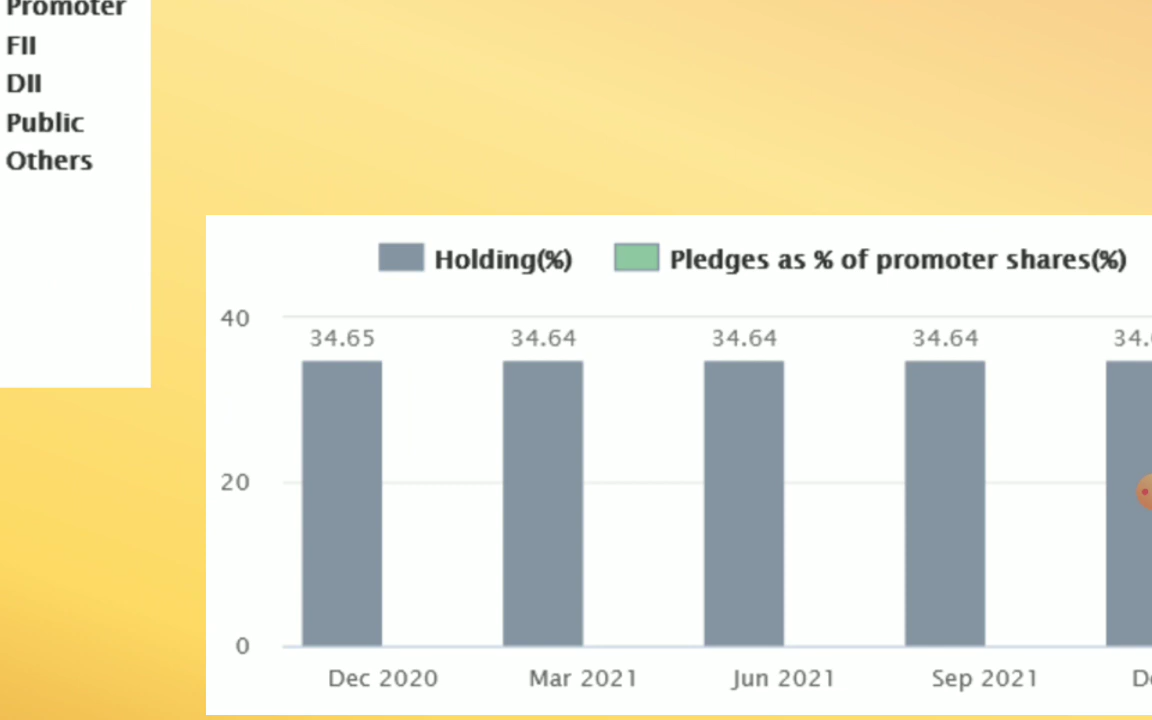 Promoter
FII
DII
Public
Others
Holding(%) Pledges as % of promoter shares(%)
40
34.65 34.64 34.64 34.64 34.
20
0
Dec 2020 Mar 2021 Jun 2021 Sep 2021